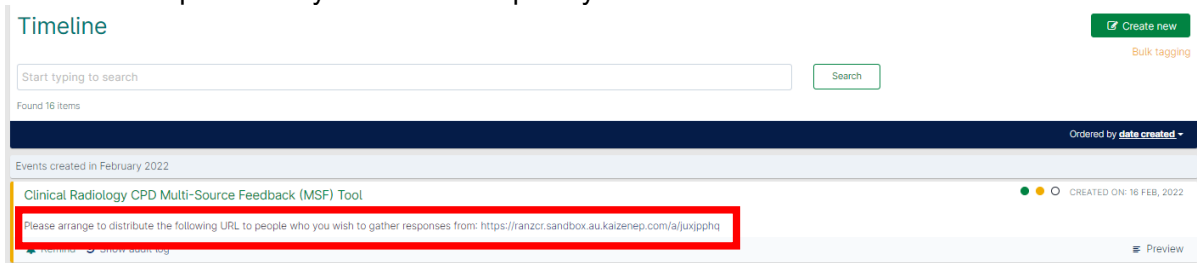 Timeline
Create new
Bulk tagging
Start typing to search
Search
Found 16 items
Ordered by date created
Events created in February 2022
Clinical Radiology CPD Multi-Source Feedback (MSF) Tool
CREATED ON: 16 FEB, 2022
Please arrange to distribute the following URL to people who you wish to gather responses from: https://ranzcr.sandbox.au.kaizenep.com/a/juxjpphq
Remind Show audit log
Preview